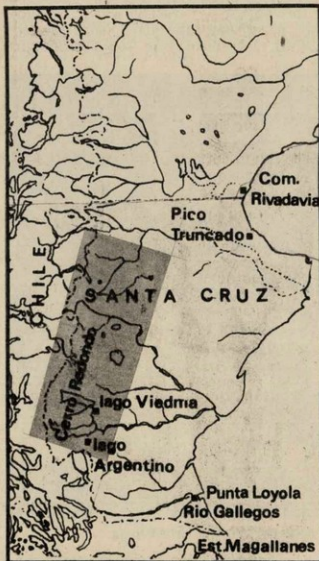 Com.
Rivadavia
Pico
Truncado
CHILE
SANTA CRUZ
Cerro Redondo
lago Viedma
lago
Argentino
Punta Loyola
Rio Gallegos
Est. Magallanes